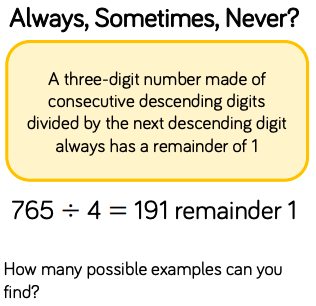 Always, Sometimes, Never?
A three-digit number made of
consecutive descending digits
divided by the next descending digit
always has a remainder of 1
765 ÷ 4 = 191 remainder 1
How many possible examples can you
find?